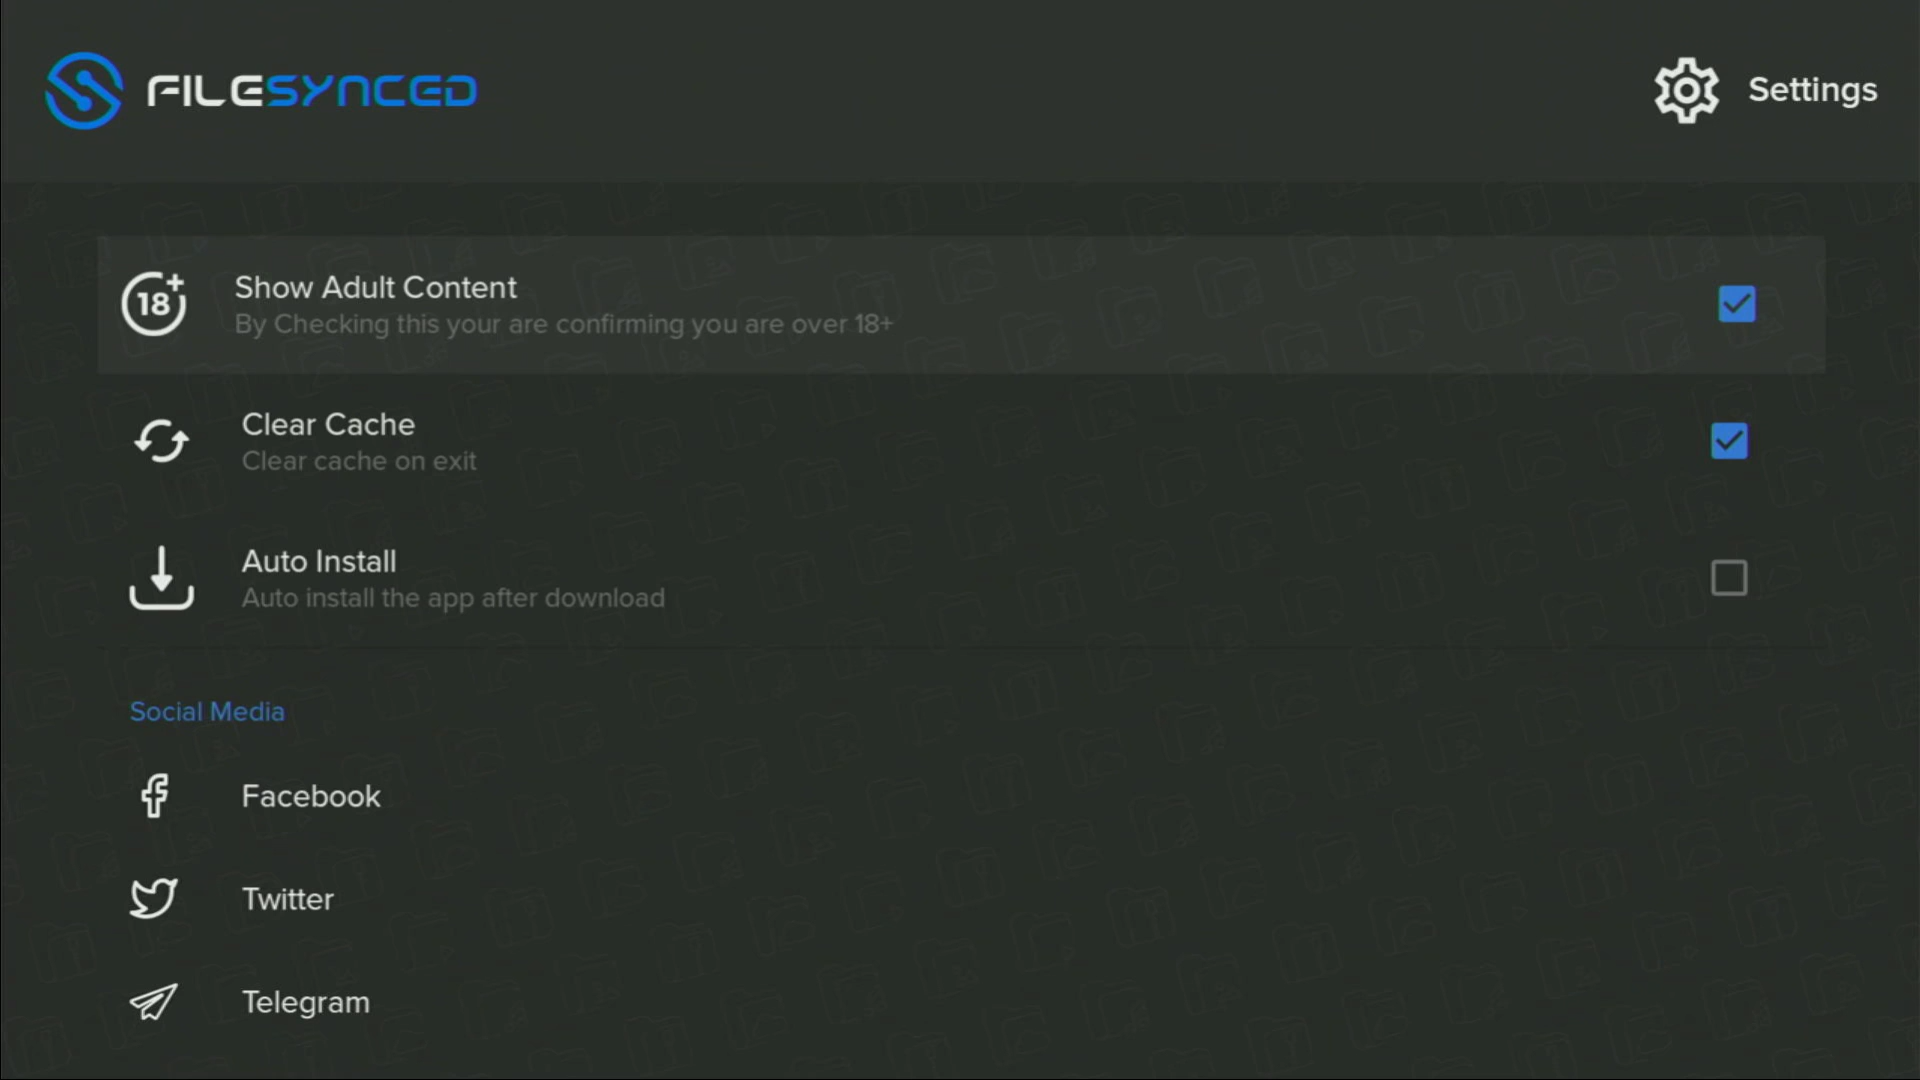 FILESYNCED
Settings
18+
Show Adult Content
By Checking this your are confirming you are over 18+
Clear Cache
Clear cache on exit
Auto Install
Auto install the app after download
Social Media
Facebook
Twitter
Telegram